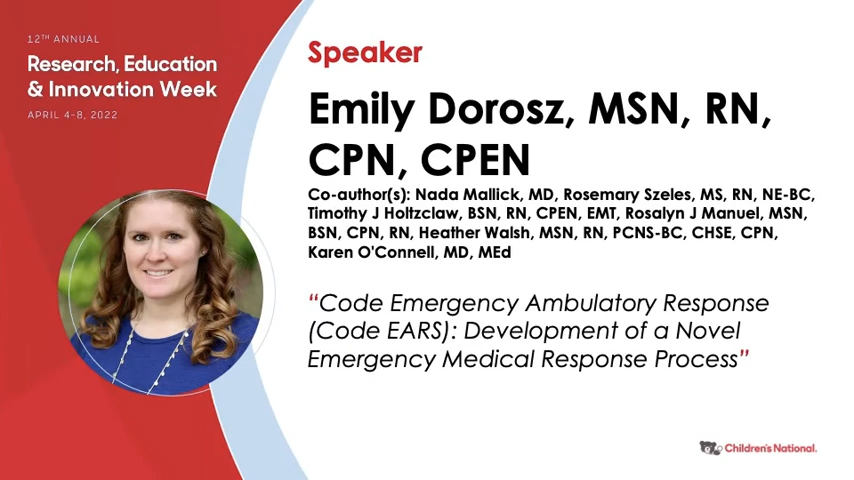 12TH ANNUAL
Research, Education
& Innovation Week
APRIL 4-8, 2022
Speaker
Emily Dorosz, MSN, RN,
CPN, CPEN
Co-author(s): Nada Mallick, MD, Rosemary Szeles, MS, RN, NE-BC,
Timothy J Holtzclaw, BSN, RN, CPEN, EMT, Rosalyn J Manuel, MSN,
BSN, CPN, RN, Heather Walsh, MSN, RN, PCNS-BC, CHSE, CPN,
Karen O'Connell, MD, MEd
“Code Emergency Ambulatory Response
(Code EARS): Development of a Novel
Emergency Medical Response Process”
Children's National.